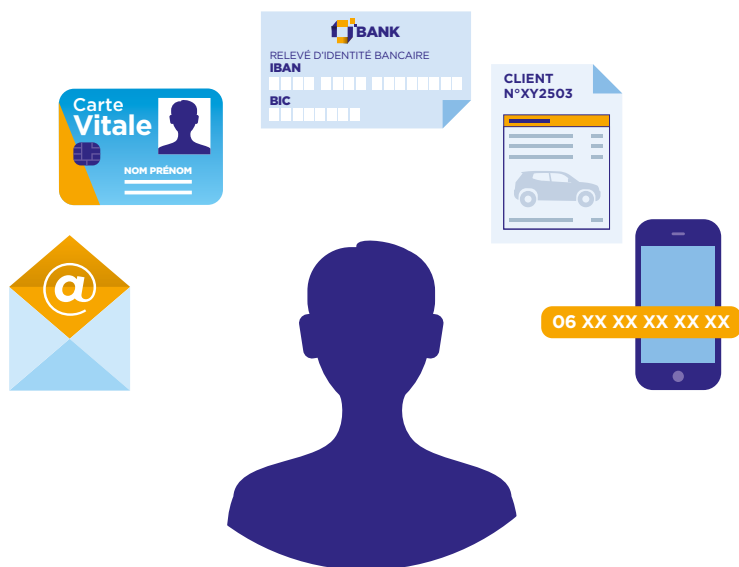 BANK
RELEVÉ D'IDENTITÉ BANCAIRE
IBAN
BIC
CLIENT
N°XY2503
Carte
Vitale
NOM PRÉNOM
@
06 XX XX XX XX XX